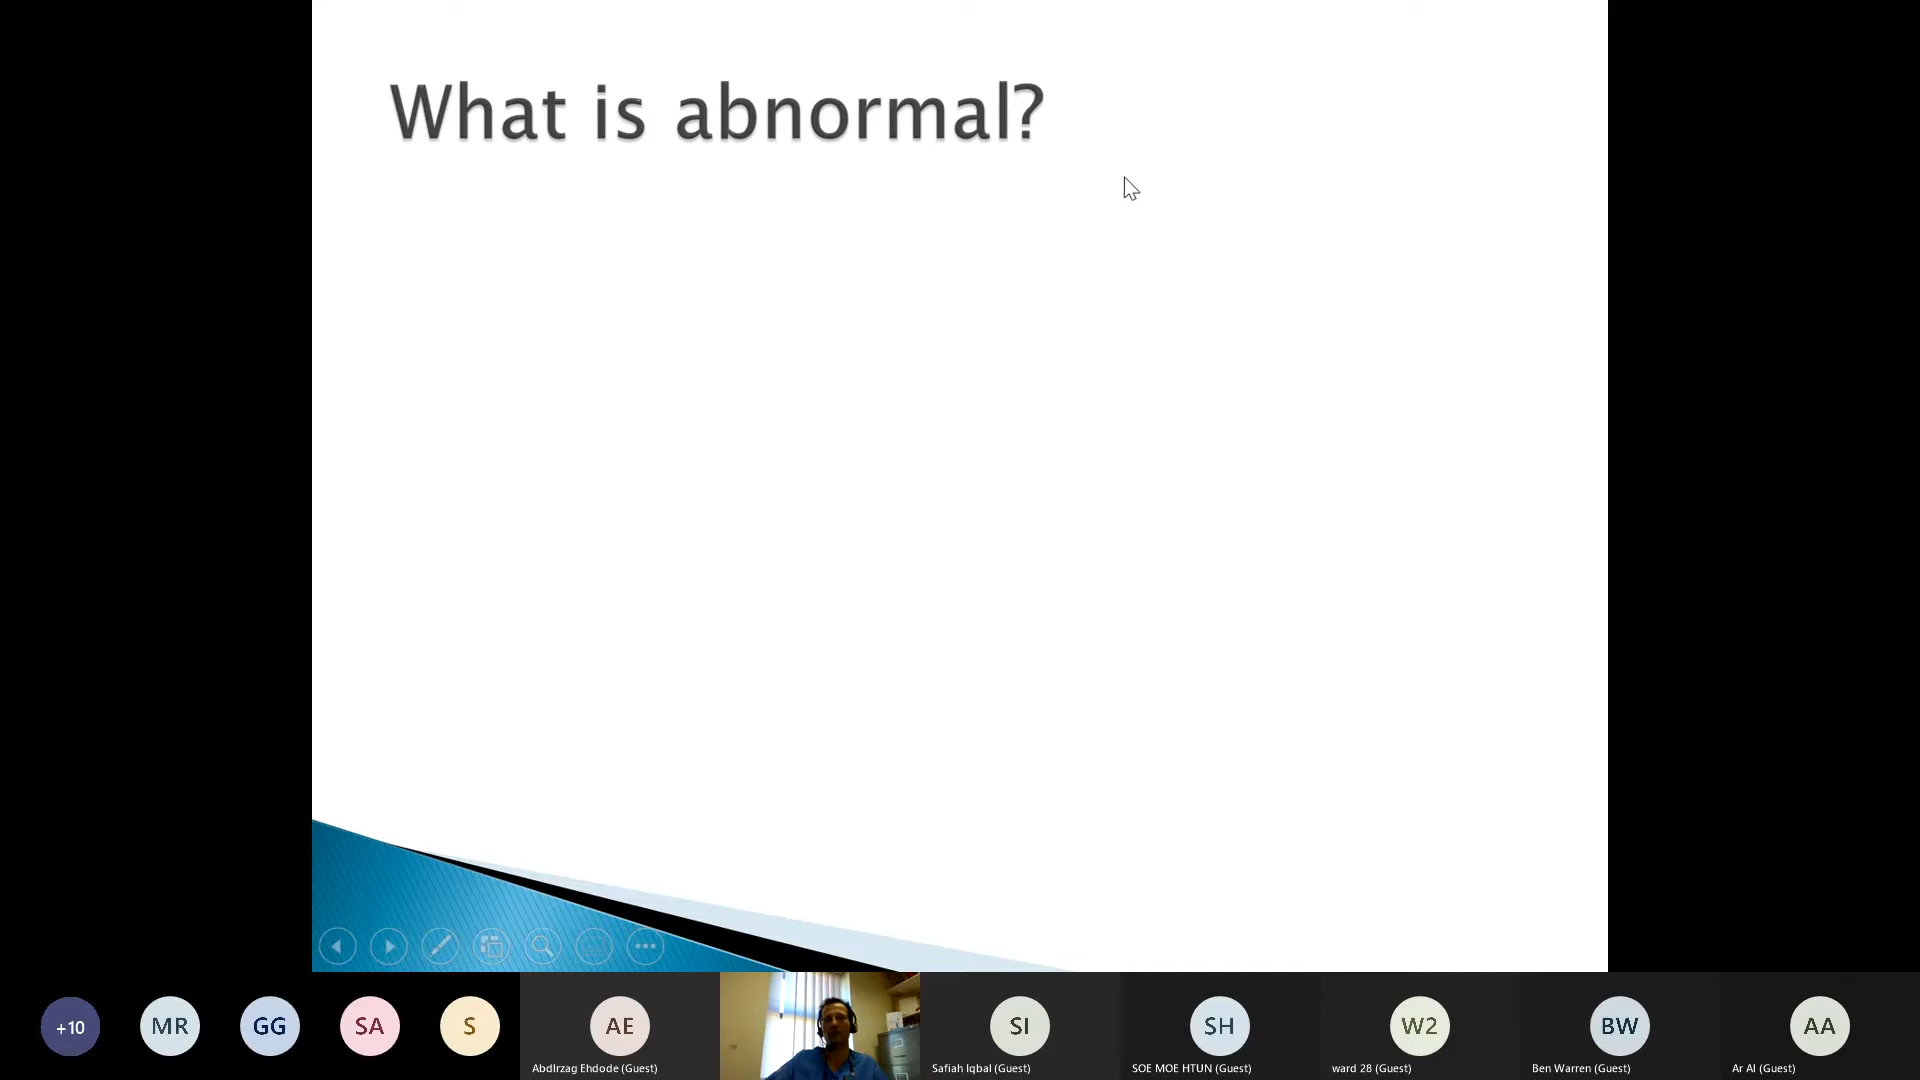 What is abnormal?
+10
MR
GG
SA
S
AE
SI
SH
W2
BW
AA
Abdlrzag Ehdode (Guest)
Safiah Iqbal (Guest)
SOE MOE HTUN (Guest)
ward 28 (Guest)
Ben Warren (Guest)
Ar Al (Guest)